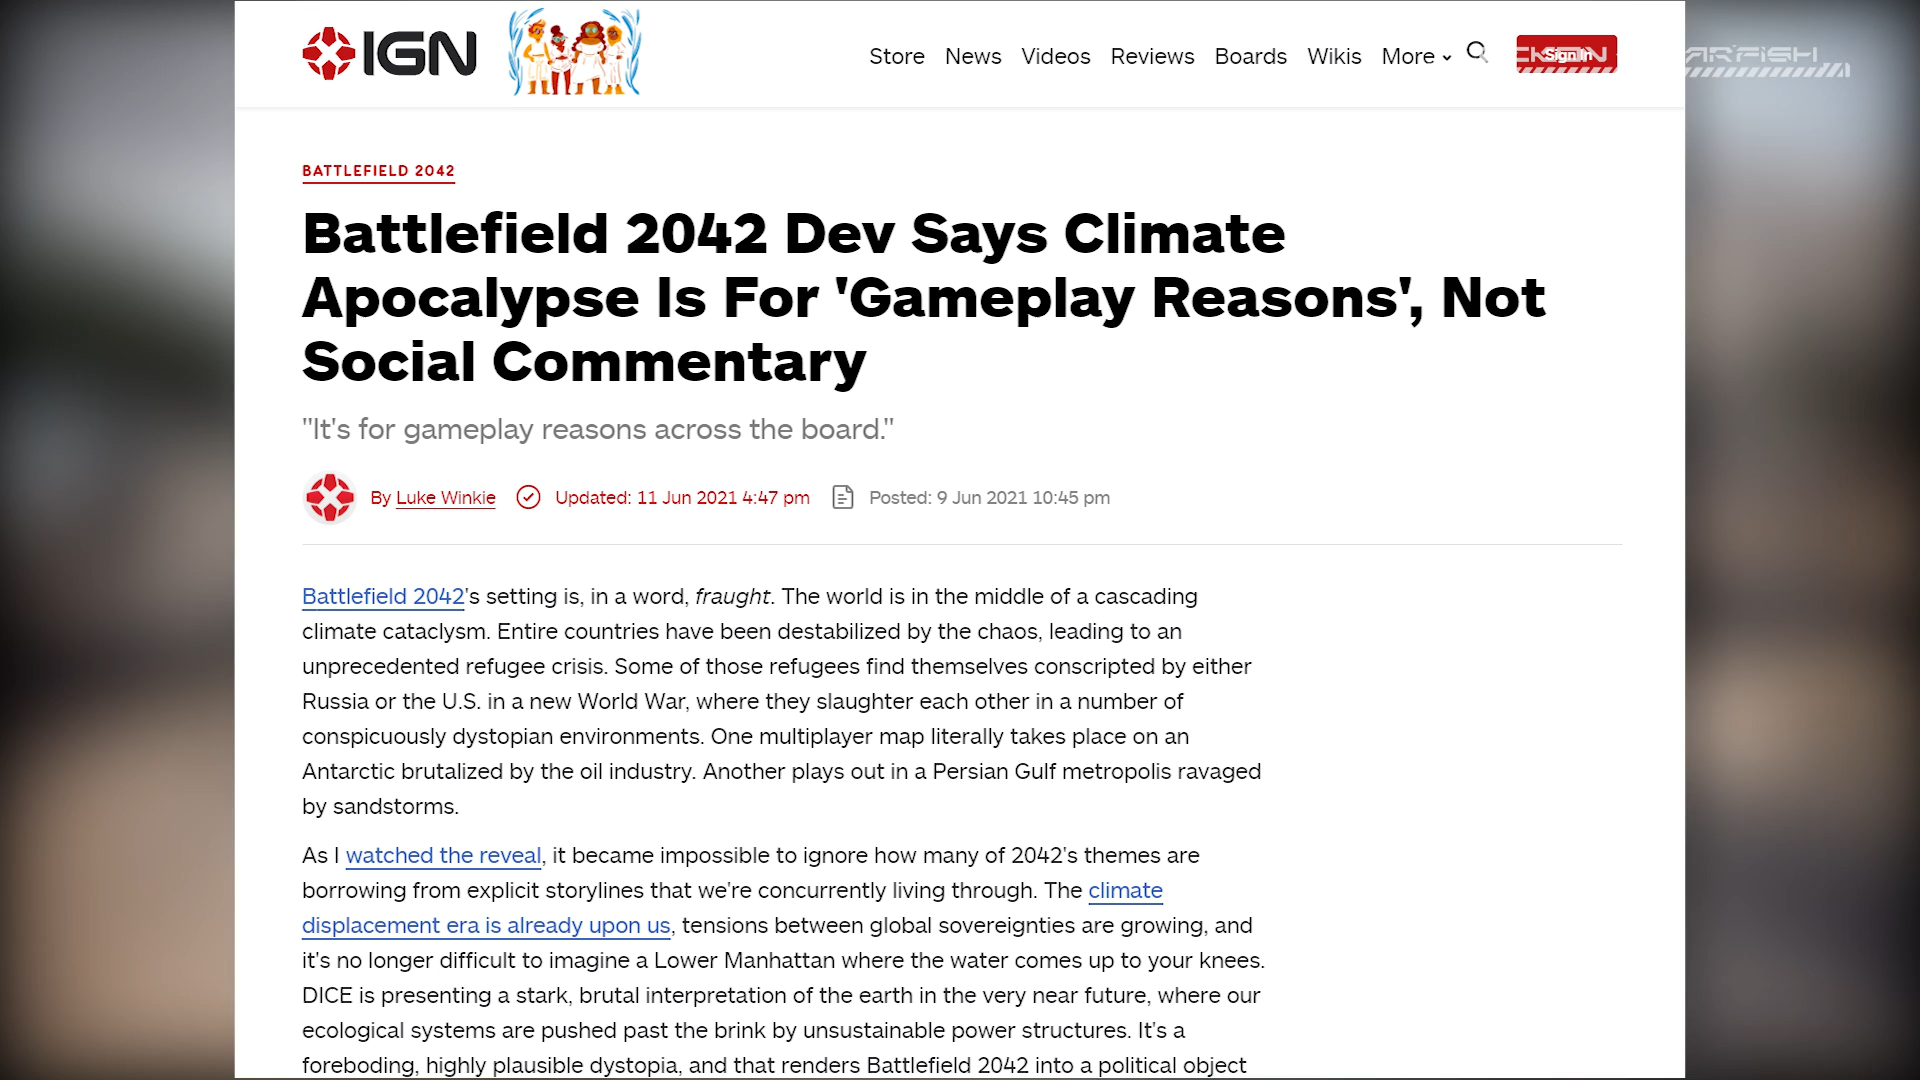 IGN
Store News Videos Reviews Boards Wikis More
Sign In
BATTLEFIELD 2042
Battlefield 2042 Dev Says Climate
Apocalypse Is For 'Gameplay Reasons', Not
Social Commentary
"It's for gameplay reasons across the board."
By Luke Winkie Updated: 11 Jun 2021 4:47 pm Posted: 9 Jun 2021 10:45 pm
Battlefield 2042's setting is, in a word, fraught. The world is in the middle of a cascading
climate cataclysm. Entire countries have been destabilized by the chaos, leading to an
unprecedented refugee crisis. Some of those refugees find themselves conscripted by either
Russia or the U.S. in a new World War, where they slaughter each other in a number of
conspicuously dystopian environments. One multiplayer map literally takes place on an
Antarctic brutalized by the oil industry. Another plays out in a Persian Gulf metropolis ravaged
by sandstorms.
As I watched the reveal, it became impossible to ignore how many of 2042's themes are
borrowing from explicit storylines that we're concurrently living through. The climate
displacement era is already upon us, tensions between global sovereignties are growing, and
it's no longer difficult to imagine a Lower Manhattan where the water comes up to your knees.
DICE is presenting a stark, brutal interpretation of the earth in the very near future, where our
ecological systems are pushed past the brink by unsustainable power structures. It's a
foreboding, highly plausible dystopia, and that renders Battlefield 2042 into a political object